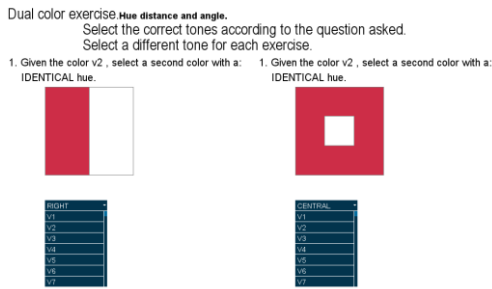 Dual color exercise.Hue distance and angle.
Select the correct tones according to the question asked.
Select a different tone for each exercise.
1. Given the color v2 , select a second color with a:
IDENTICAL hue.
RIGHT
V1
V2
V3
V4
V5
V6
V7
1. Given the color v2 , select a second color with a:
IDENTICAL hue.
CENTRAL
V1
V2
V3
V4
V5
V6
V7